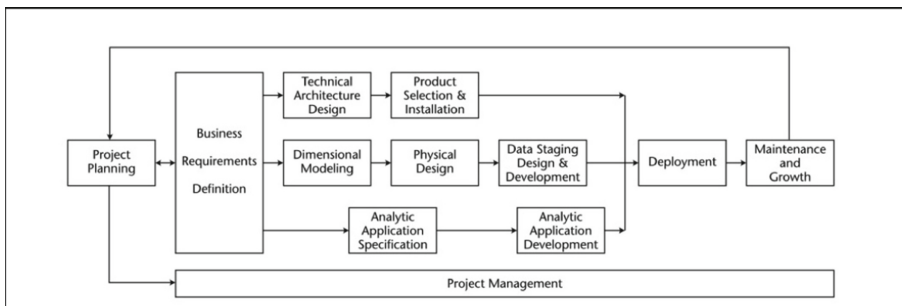 Technical
Architecture
Design
Product
Selection &
Installation
Project
Planning
Business
Requirements
Definition
Dimensional
Modeling
Physical
Design
Data Staging
Design &
Development
Deployment
Maintenance
and
Growth
Analytic
Application
Specification
Analytic
Application
Development
Project Management